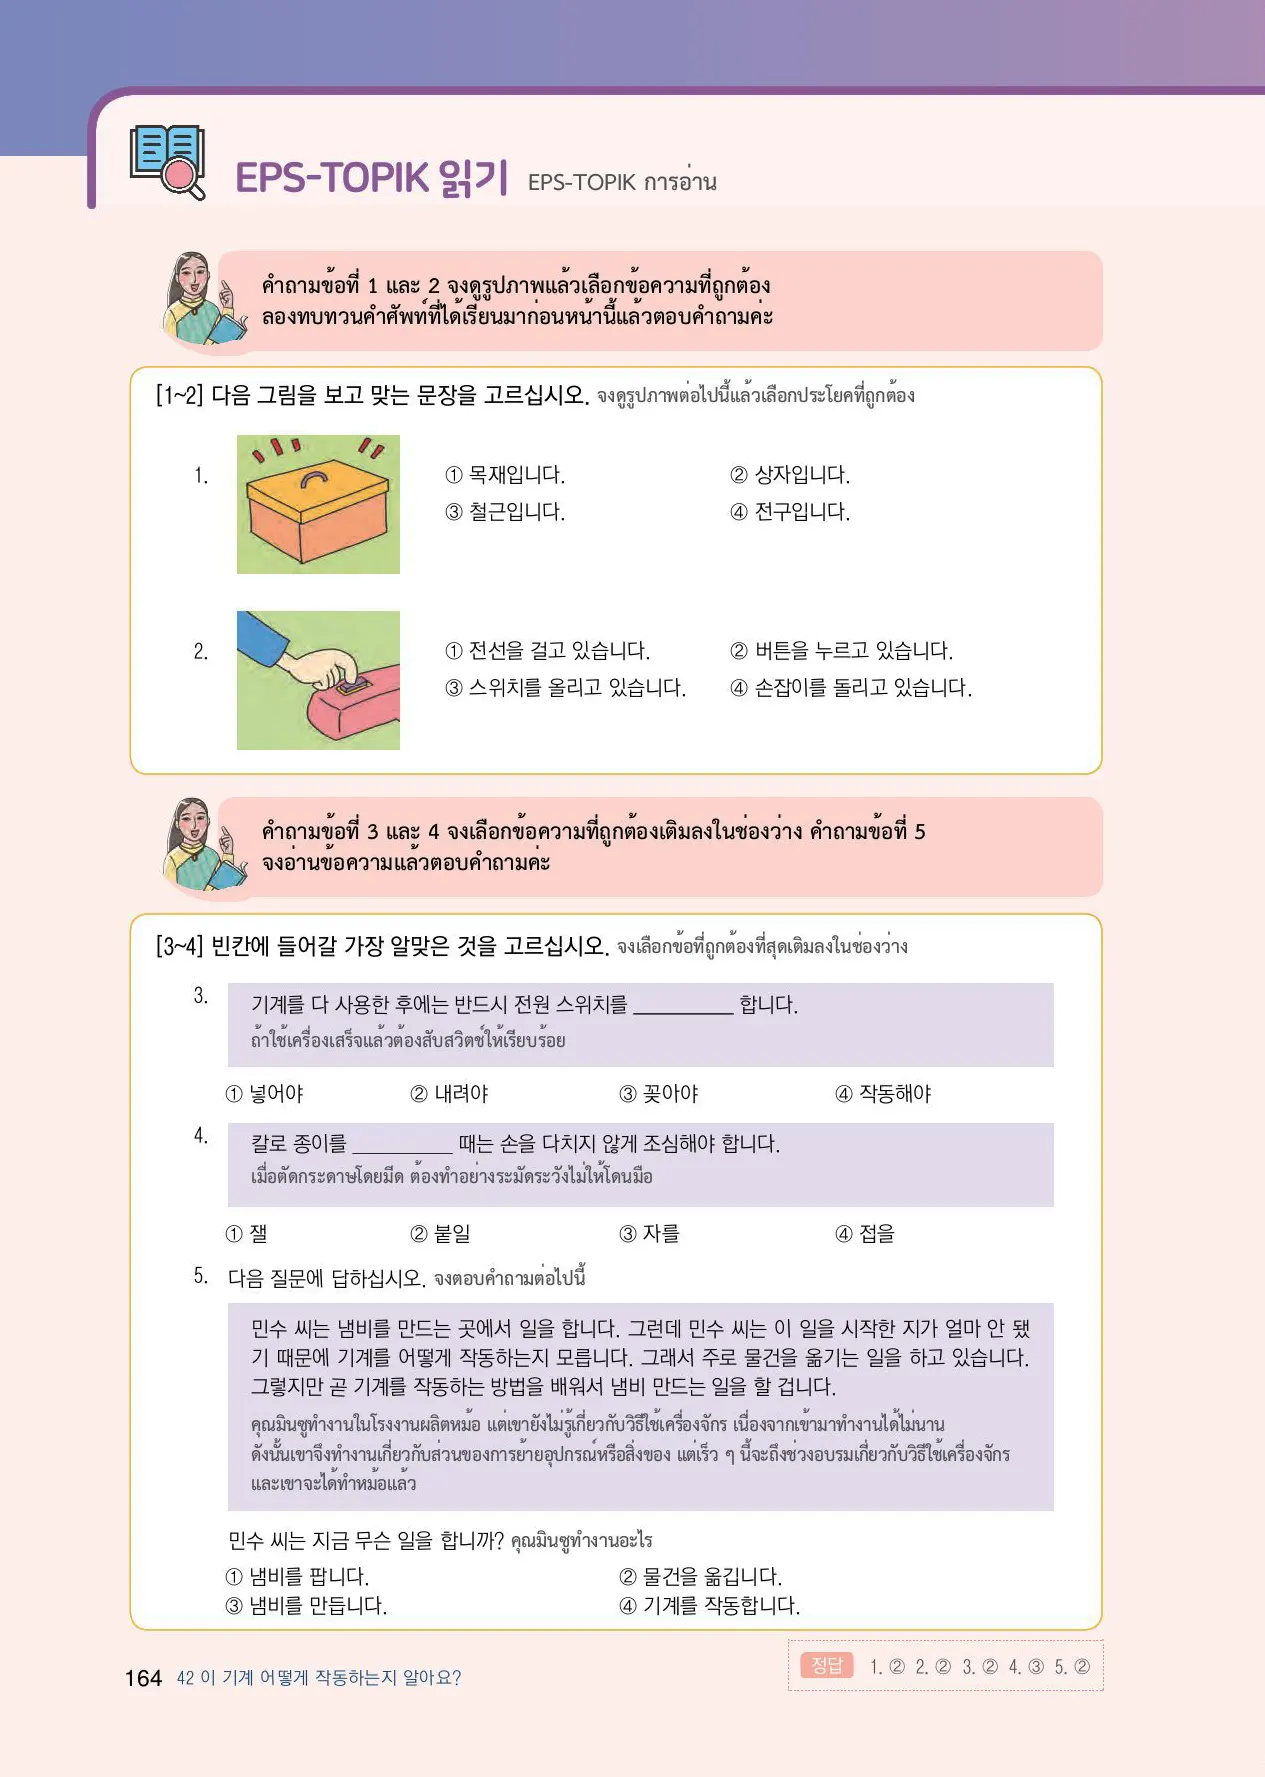 EPS-TOPIK 읽기 EPS-TOPIK การอ่าน
คำถามข้อที่ 1 และ 2 จงดูรูปภาพแล้วเลือกข้อความที่ถูกต้อง
ลองทบทวนคำศัพท์ที่ได้เรียนมาก่อนหน้านี้แล้วตอบคำถามค่ะ
[1~2] 다음 그림을 보고 맞는 문장을 고르십시오. จงดูรูปภาพต่อไปนี้แล้วเลือกประโยคที่ถูกต้อง
1. ① 목재입니다. ② 상자입니다.
③ 철근입니다. ④ 전구입니다.
2. ① 전선을 걸고 있습니다. ② 버튼을 누르고 있습니다.
③ 스위치를 올리고 있습니다. ④ 손잡이를 돌리고 있습니다.
คำถามข้อที่ 3 และ 4 จงเลือกข้อความที่ถูกต้องเติมลงในช่องว่าง คำถามข้อที่ 5
จงอ่านข้อความแล้วตอบคำถามค่ะ
[3~4] 빈칸에 들어갈 가장 알맞은 것을 고르십시오. จงเลือกข้อที่ถูกต้องที่สุดเติมลงในช่องว่าง
3. 기계를 다 사용한 후에는 반드시 전원 스위치를 __________ 합니다.
ถ้าใช้เครื่องเสร็จแล้วต้องสับสวิตช์ให้เรียบร้อย
① 넣어야 ② 내려야 ③ 꽂아야 ④ 작동해야
4. 칼로 종이를 __________ 때는 손을 다치지 않게 조심해야 합니다.
เมื่อตัดกระดาษโดยมีด ต้องทำอย่างระมัดระวังไม่ให้โดนมือ
① 잴 ② 붙일 ③ 자를 ④ 접을
5. 다음 질문에 답하십시오. จงตอบคำถามต่อไปนี้
민수 씨는 냄비를 만드는 곳에서 일을 합니다. 그런데 민수 씨는 이 일을 시작한 지가 얼마 안 됐
기 때문에 기계를 어떻게 작동하는지 모릅니다. 그래서 주로 물건을 옮기는 일을 하고 있습니다.
그렇지만 곧 기계를 작동하는 방법을 배워서 냄비 만드는 일을 할 겁니다.
คุณมินซูทำงานในโรงงานผลิตหม้อ แต่เขายังไม่รู้เกี่ยวกับวิธีใช้เครื่องจักร เนื่องจากเข้ามาทำงานได้ไม่นาน
ดังนั้นเขาจึงทำงานเกี่ยวกับส่วนของการย้ายอุปกรณ์หรือสิ่งของ แต่เร็ว ๆ นี้จะถึงช่วงอบรมเกี่ยวกับวิธีใช้เครื่องจักร
และเขาจะได้ทำหม้อแล้ว
민수 씨는 지금 무슨 일을 합니까? คุณมินซูทำงานอะไร
① 냄비를 팝니다. ② 물건을 옮깁니다.
③ 냄비를 만듭니다. ④ 기계를 작동합니다.
정답 1. ② 2. ② 3. ② 4. ③ 5. ②
164 42 이 기계 어떻게 작동하는지 알아요?